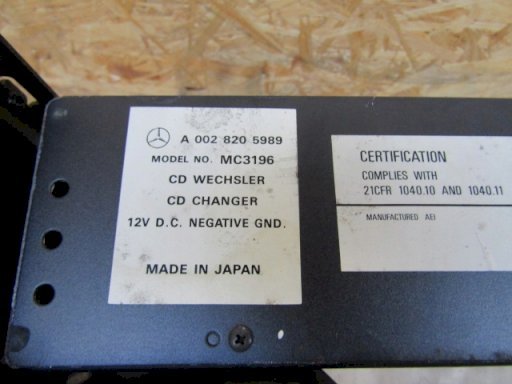 A 002 820 5989
MODEL NO. MC3196
CD WECHSLER
CD CHANGER
12V D.C. NEGATIVE GND.
MADE IN JAPAN
CERTIFICATION
COMPLIES WITH
21CFR 1040.10 AND 1040.11
MANUFACTURED AEI